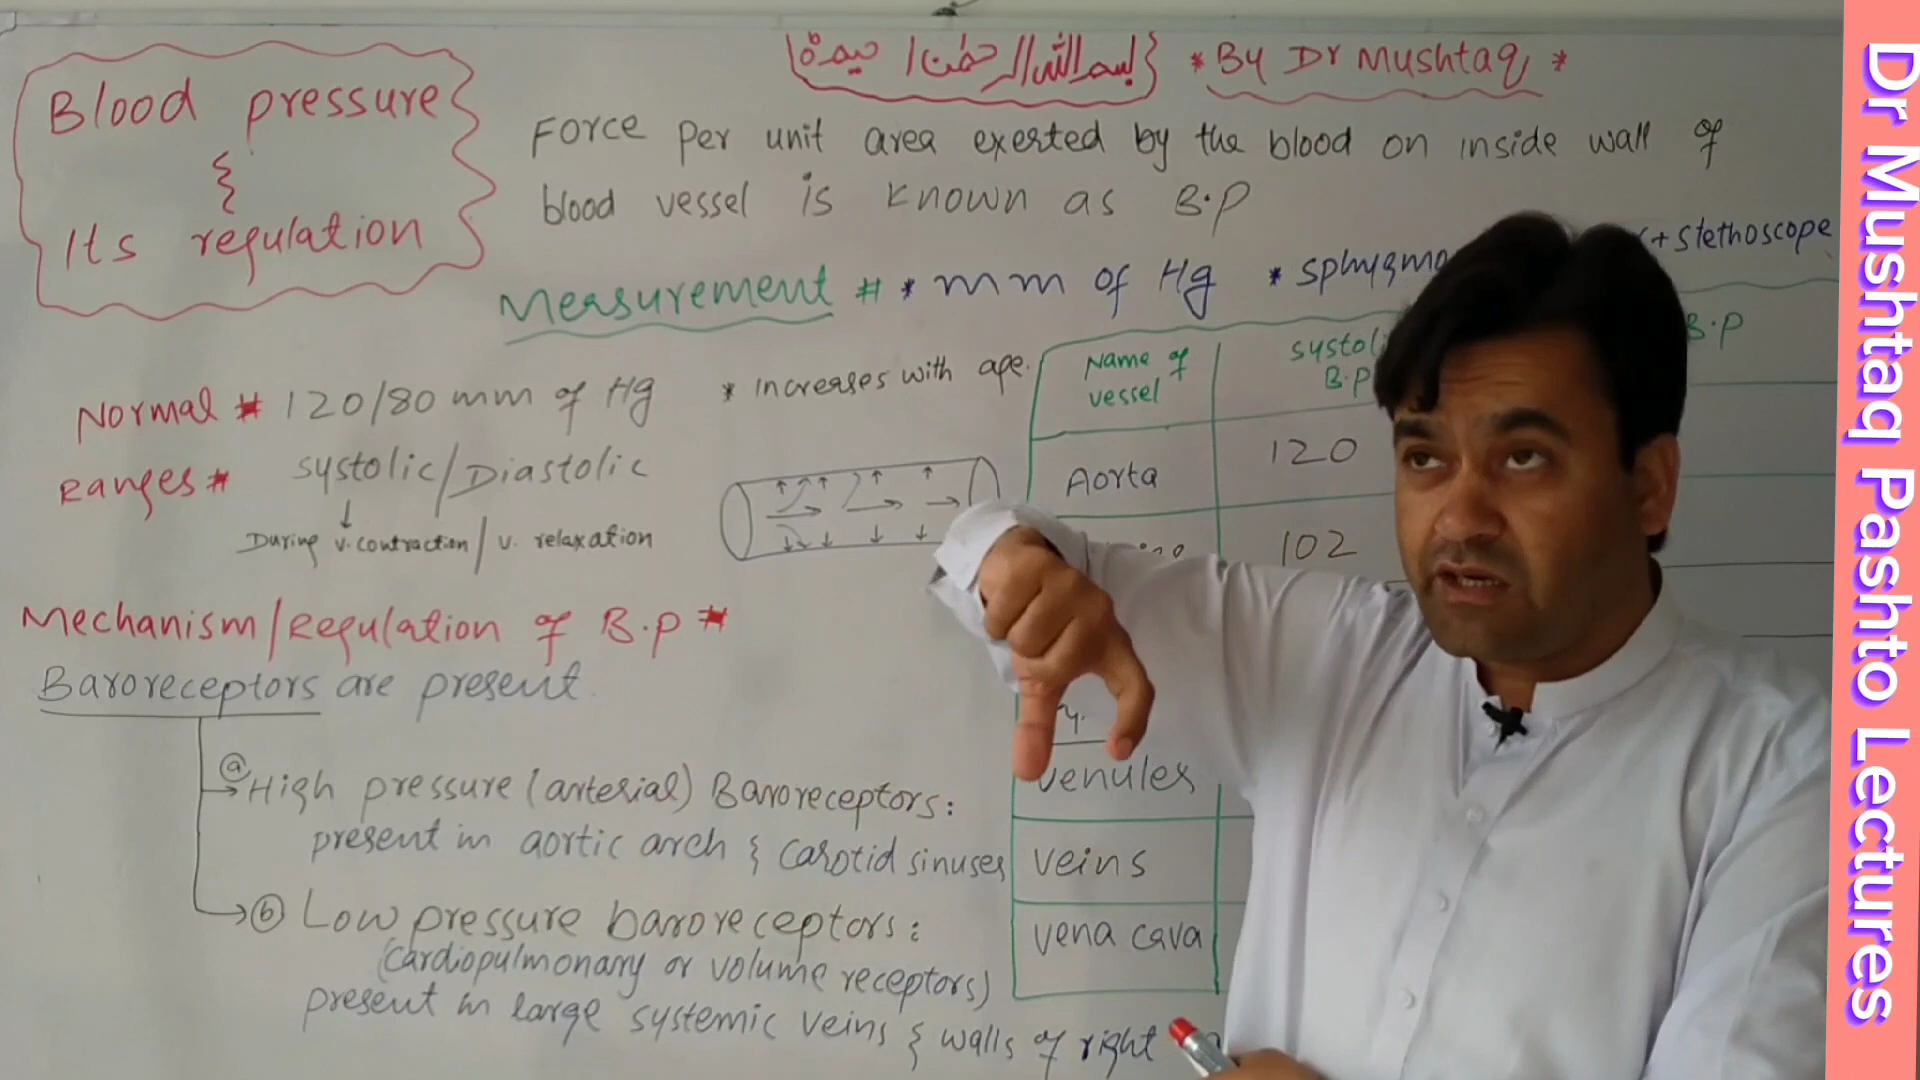 بسم الله الرحمن
* By Dr Mushtaq *
Blood pressure
&
Its regulation
Force per unit area exerted by the blood on inside wall of
blood vessel is known as B.P
Measurement # * mm of Hg * sphygmo
+ stethoscope
Normal # 120/80 mm of Hg
* Increases with age.
Ranges # systolic/Diastolic
During v. contraction / v. relaxation
Name of
vessel
B.P
B.P
Aorta
120
102
venules
veins
vena cava
Mechanism/Regulation of B.P #
Baroreceptors are present
(a) High pressure (arterial) Baroreceptors:
present in aortic arch & carotid sinuses
(b) Low pressure baroreceptors:
(cardiopulmonary or volume receptors)
present in large systemic veins & walls of right
Dr Mushtaq Pashto Lectures